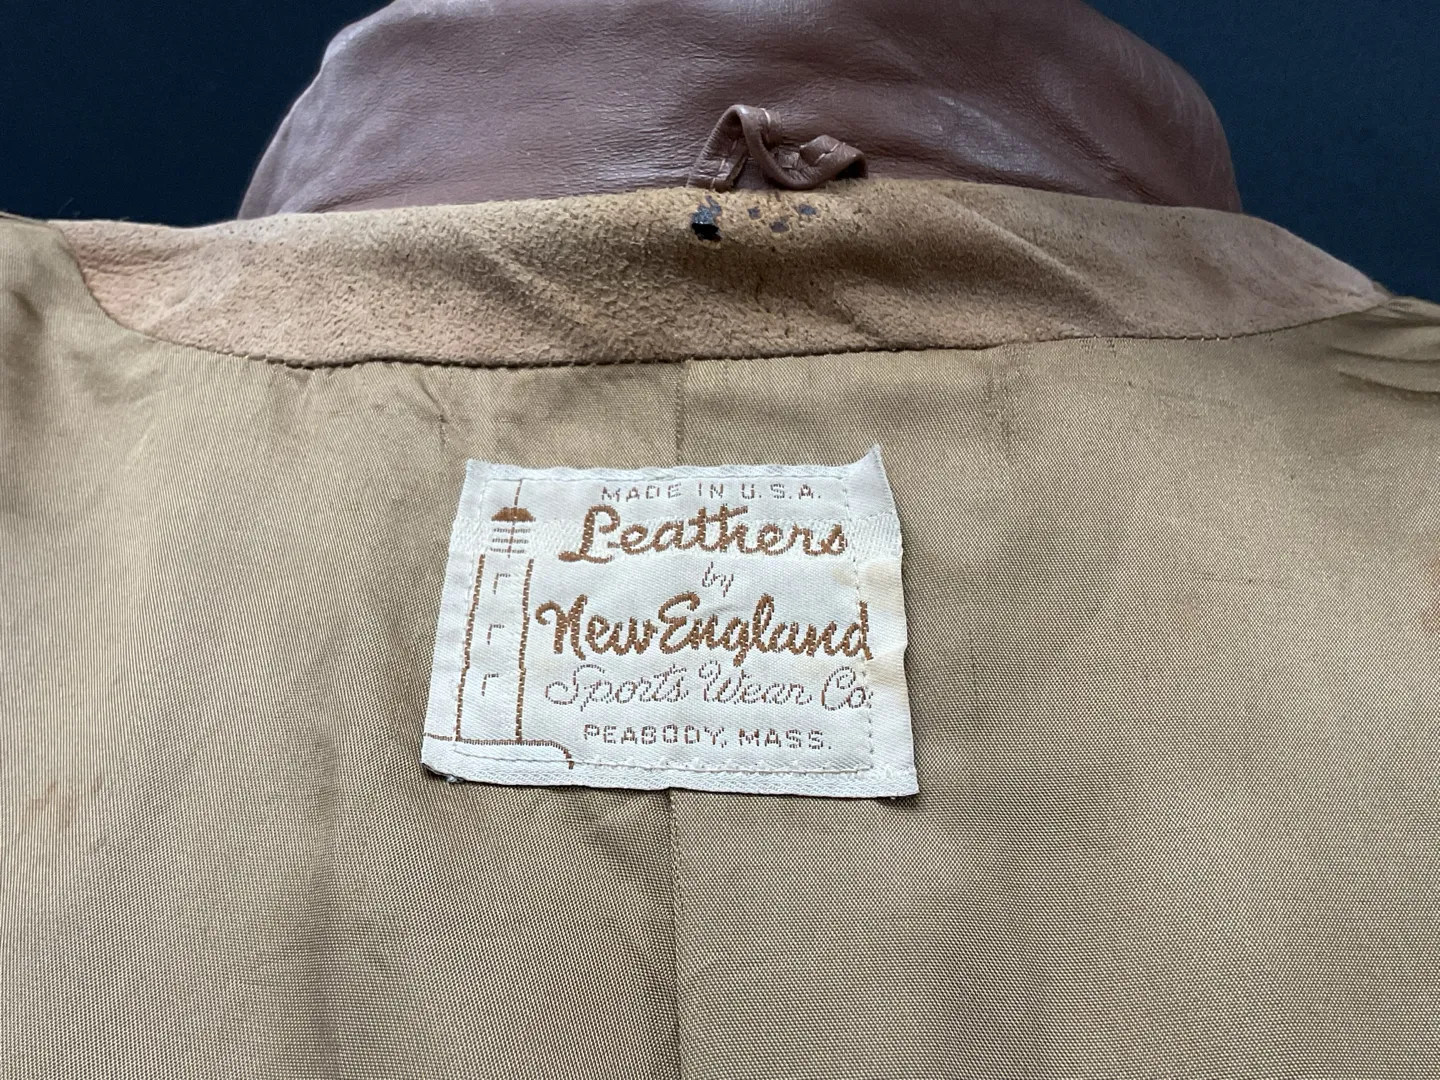 MADE IN U.S.A.
Leathers
by
New England
Sports Wear Co.
PEABODY, MASS.